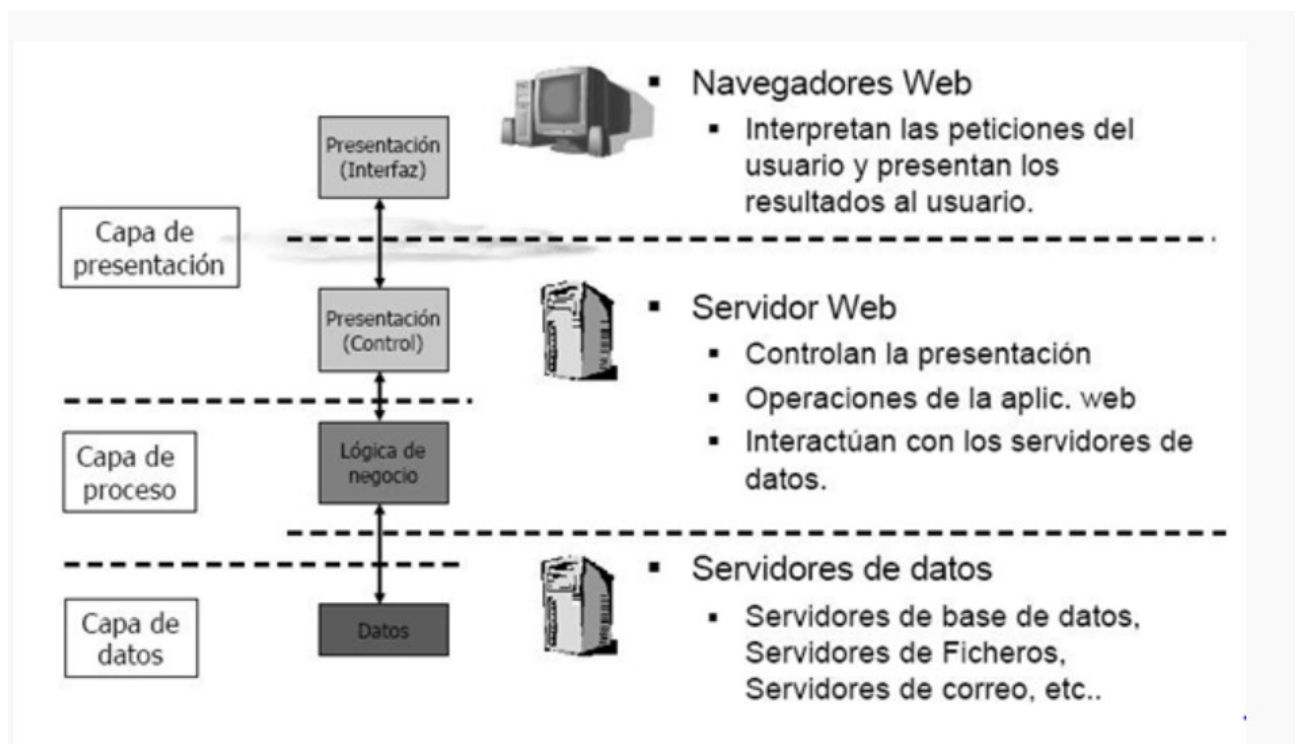 Capa de
presentación
Capa de
proceso
Capa de
datos
Presentación
(Interfaz)
Presentación
(Control)
Lógica de
negocio
Datos
▪ Navegadores Web
▪ Interpretan las peticiones del
usuario y presentan los
resultados al usuario.
▪ Servidor Web
▪ Controlan la presentación
▪ Operaciones de la aplic. web
▪ Interactúan con los servidores de
datos.
▪ Servidores de datos
▪ Servidores de base de datos,
Servidores de Ficheros,
Servidores de correo, etc..